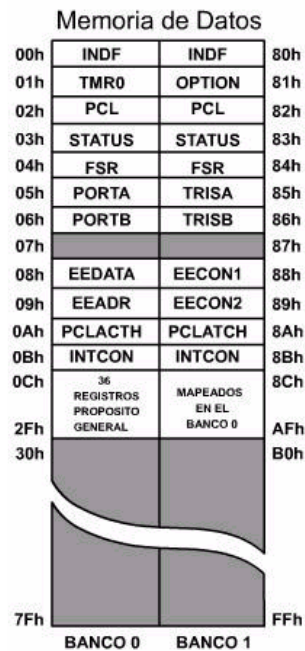 Memoria de Datos
00h INDF INDF 80h
01h TMR0 OPTION 81h
02h PCL PCL 82h
03h STATUS STATUS 83h
04h FSR FSR 84h
05h PORTA TRISA 85h
06h PORTB TRISB 86h
07h 87h
08h EEDATA EECON1 88h
09h EEADR EECON2 89h
0Ah PCLACTH PCLATCH 8Ah
0Bh INTCON INTCON 8Bh
0Ch 8Ch
36
REGISTROS
PROPOSITO
GENERAL
MAPEADOS
EN EL
BANCO 0
2Fh AFh
30h B0h
7Fh FFh
BANCO 0 BANCO 1